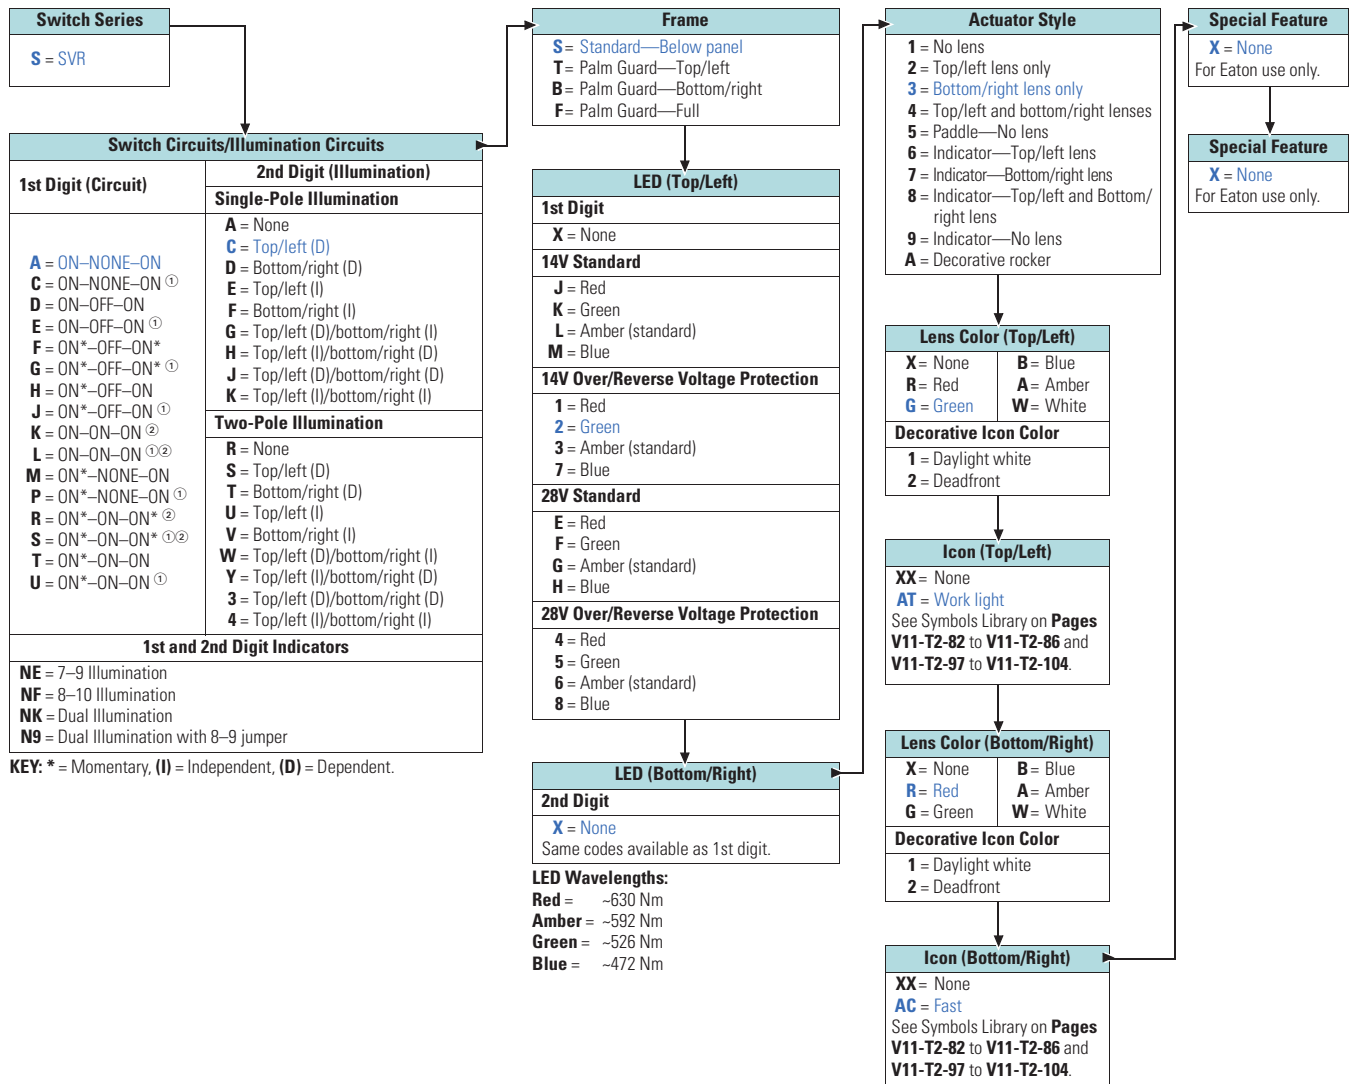 Switch Series
S = SVR
Switch Circuits/Illumination Circuits
1st Digit (Circuit)
A = ON–NONE–ON
C = ON–NONE–ON ①
D = ON–OFF–ON
E = ON–OFF–ON ①
F = ON*–OFF–ON*
G = ON*–OFF–ON* ①
H = ON*–OFF–ON
J = ON*–OFF–ON ①
K = ON–ON–ON ②
L = ON–ON–ON ①②
M = ON*–NONE–ON
P = ON*–NONE–ON ①
R = ON*–ON–ON* ②
S = ON*–ON–ON* ①②
T = ON*–ON–ON
U = ON*–ON–ON ①
2nd Digit (Illumination)
Single-Pole Illumination
A = None
C = Top/left (D)
D = Bottom/right (D)
E = Top/left (I)
F = Bottom/right (I)
G = Top/left (D)/bottom/right (I)
H = Top/left (I)/bottom/right (D)
J = Top/left (D)/bottom/right (D)
K = Top/left (I)/bottom/right (I)
Two-Pole Illumination
R = None
S = Top/left (D)
T = Bottom/right (D)
U = Top/left (I)
V = Bottom/right (I)
W = Top/left (D)/bottom/right (I)
Y = Top/left (I)/bottom/right (D)
3 = Top/left (D)/bottom/right (D)
4 = Top/left (I)/bottom/right (I)
1st and 2nd Digit Indicators
NE = 7–9 Illumination
NF = 8–10 Illumination
NK = Dual Illumination
N9 = Dual Illumination with 8–9 jumper
KEY: * = Momentary, (I) = Independent, (D) = Dependent.
Frame
S = Standard—Below panel
T = Palm Guard—Top/left
B = Palm Guard—Bottom/right
F = Palm Guard—Full
LED (Top/Left)
1st Digit
X = None
14V Standard
J = Red
K = Green
L = Amber (standard)
M = Blue
14V Over/Reverse Voltage Protection
1 = Red
2 = Green
3 = Amber (standard)
7 = Blue
28V Standard
E = Red
F = Green
G = Amber (standard)
H = Blue
28V Over/Reverse Voltage Protection
4 = Red
5 = Green
6 = Amber (standard)
8 = Blue
LED (Bottom/Right)
2nd Digit
X = None
Same codes available as 1st digit.
LED Wavelengths:
Red = ~630 Nm
Amber = ~592 Nm
Green = ~526 Nm
Blue = ~472 Nm
Actuator Style
1 = No lens
2 = Top/left lens only
3 = Bottom/right lens only
4 = Top/left and bottom/right lenses
5 = Paddle—No lens
6 = Indicator—Top/left lens
7 = Indicator—Bottom/right lens
8 = Indicator—Top/left and Bottom/
right lens
9 = Indicator—No lens
A = Decorative rocker
Lens Color (Top/Left)
X = None B = Blue
R = Red A = Amber
G = Green W = White
Decorative Icon Color
1 = Daylight white
2 = Deadfront
Icon (Top/Left)
XX = None
AT = Work light
See Symbols Library on Pages
V11-T2-82 to V11-T2-86 and
V11-T2-97 to V11-T2-104.
Lens Color (Bottom/Right)
X = None B = Blue
R = Red A = Amber
G = Green W = White
Decorative Icon Color
1 = Daylight white
2 = Deadfront
Icon (Bottom/Right)
XX = None
AC = Fast
See Symbols Library on Pages
V11-T2-82 to V11-T2-86 and
V11-T2-97 to V11-T2-104.
Special Feature
X = None
For Eaton use only.
Special Feature
X = None
For Eaton use only.